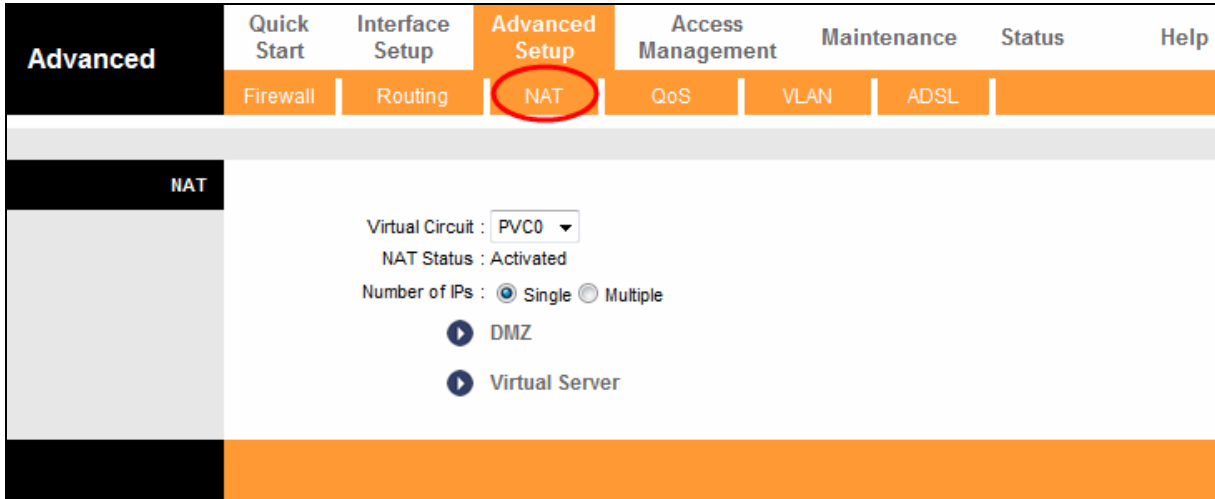 Advanced
Quick Start
Interface Setup
Advanced Setup
Access Management
Maintenance
Status
Help
Firewall
Routing
NAT
QoS
VLAN
ADSL
NAT
Virtual Circuit : PVC0
NAT Status : Activated
Number of IPs : Single Multiple
DMZ
Virtual Server